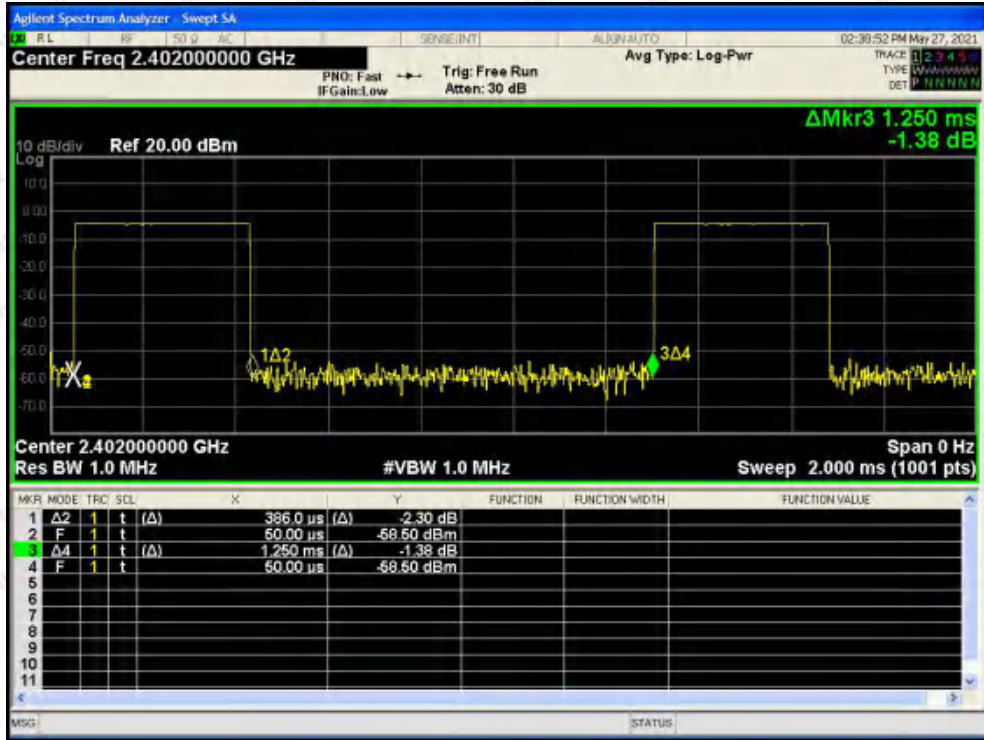 Agilent Spectrum Analyzer - Swept SA
LXI RL RF 50 Ω AC SENSE:INT ALIGNAUTO 02:38:52 PM May 27, 2021
Center Freq 2.402000000 GHz Avg Type: Log-Pwr TRACE 1 2 3 4 5 6
PNO: Fast Trig: Free Run TYPE
IFGain:Low Atten: 30 dB DET P N N N N N
ΔMkr3 1.250 ms
10 dB/div Ref 20.00 dBm -1.38 dB
Log
10.0
0.00
-10.0
-20.0
-30.0
-40.0
-50.0
1Δ2 3Δ4
-60.0
-70.0
Center 2.402000000 GHz Span 0 Hz
Res BW 1.0 MHz #VBW 1.0 MHz Sweep 2.000 ms (1001 pts)
MKR MODE TRC SCL X Y FUNCTION FUNCTION WIDTH FUNCTION VALUE
1 Δ2 1 t (Δ) 386.0 µs (Δ) -2.30 dB
2 F 1 t 50.00 µs -58.50 dBm
3 Δ4 1 t (Δ) 1.250 ms (Δ) -1.38 dB
4 F 1 t 50.00 µs -58.50 dBm
5
6
7
8
9
10
11
MSG STATUS